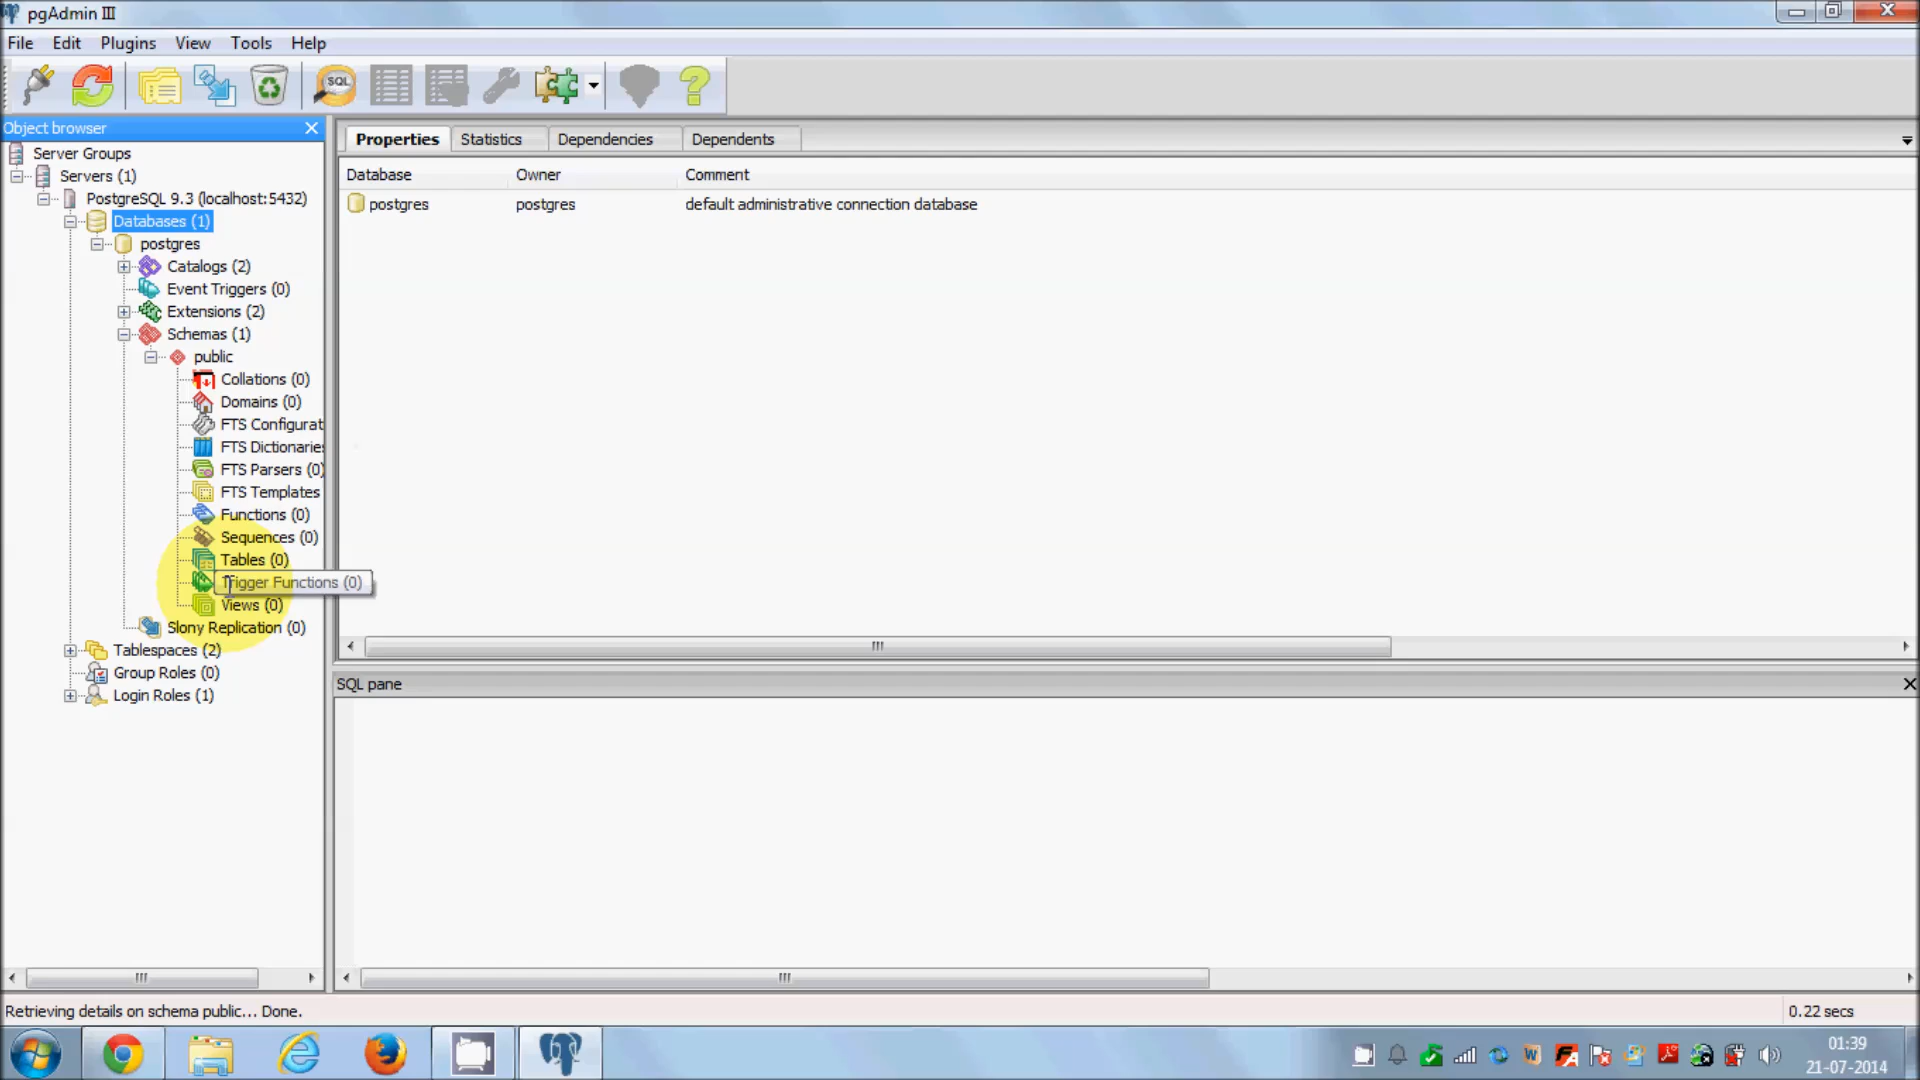 pgAdmin III
File Edit Plugins View Tools Help
SQL
Object browser
Server Groups
Servers (1)
PostgreSQL 9.3 (localhost:5432)
Databases (1)
postgres
Catalogs (2)
Event Triggers (0)
Extensions (2)
Schemas (1)
public
Collations (0)
Domains (0)
FTS Configurat
FTS Dictionaries
FTS Parsers (0)
FTS Templates
Functions (0)
Sequences (0)
Tables (0)
Trigger Functions (0)
Views (0)
Slony Replication (0)
Tablespaces (2)
Group Roles (0)
Login Roles (1)
Properties Statistics Dependencies Dependents
Database Owner Comment
postgres postgres default administrative connection database
SQL pane
Retrieving details on schema public... Done. 0.22 secs
01:39
21-07-2014